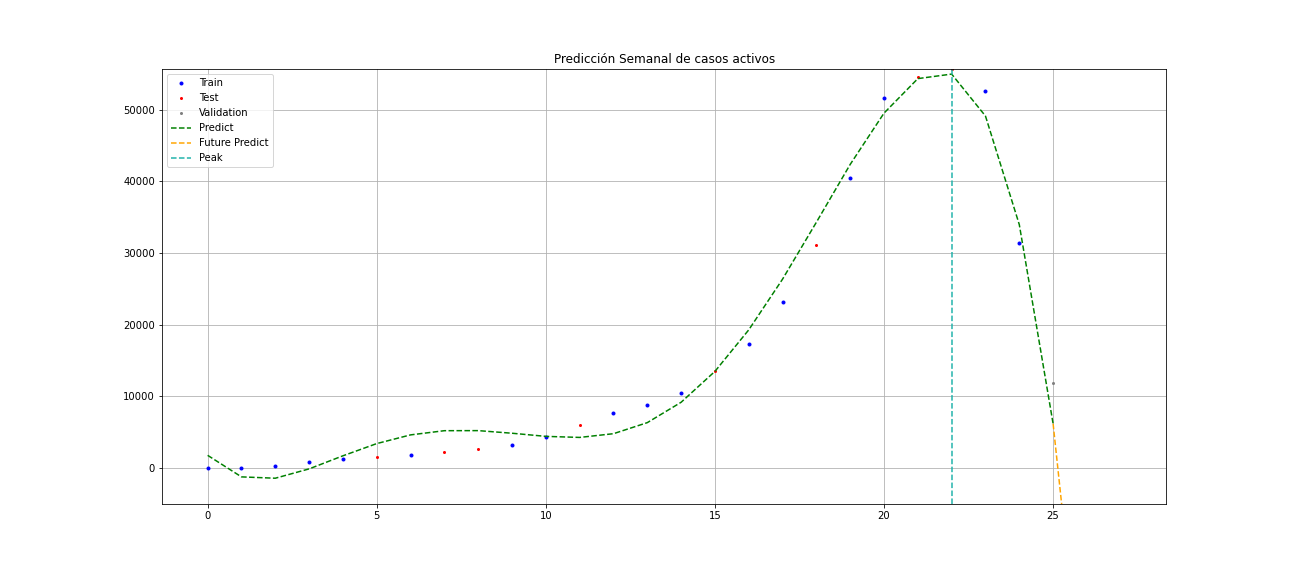 Predicción Semanal de casos activos
Train
Test
Validation
Predict
Future Predict
Peak
50000
40000
30000
20000
10000
0
0 5 10 15 20 25